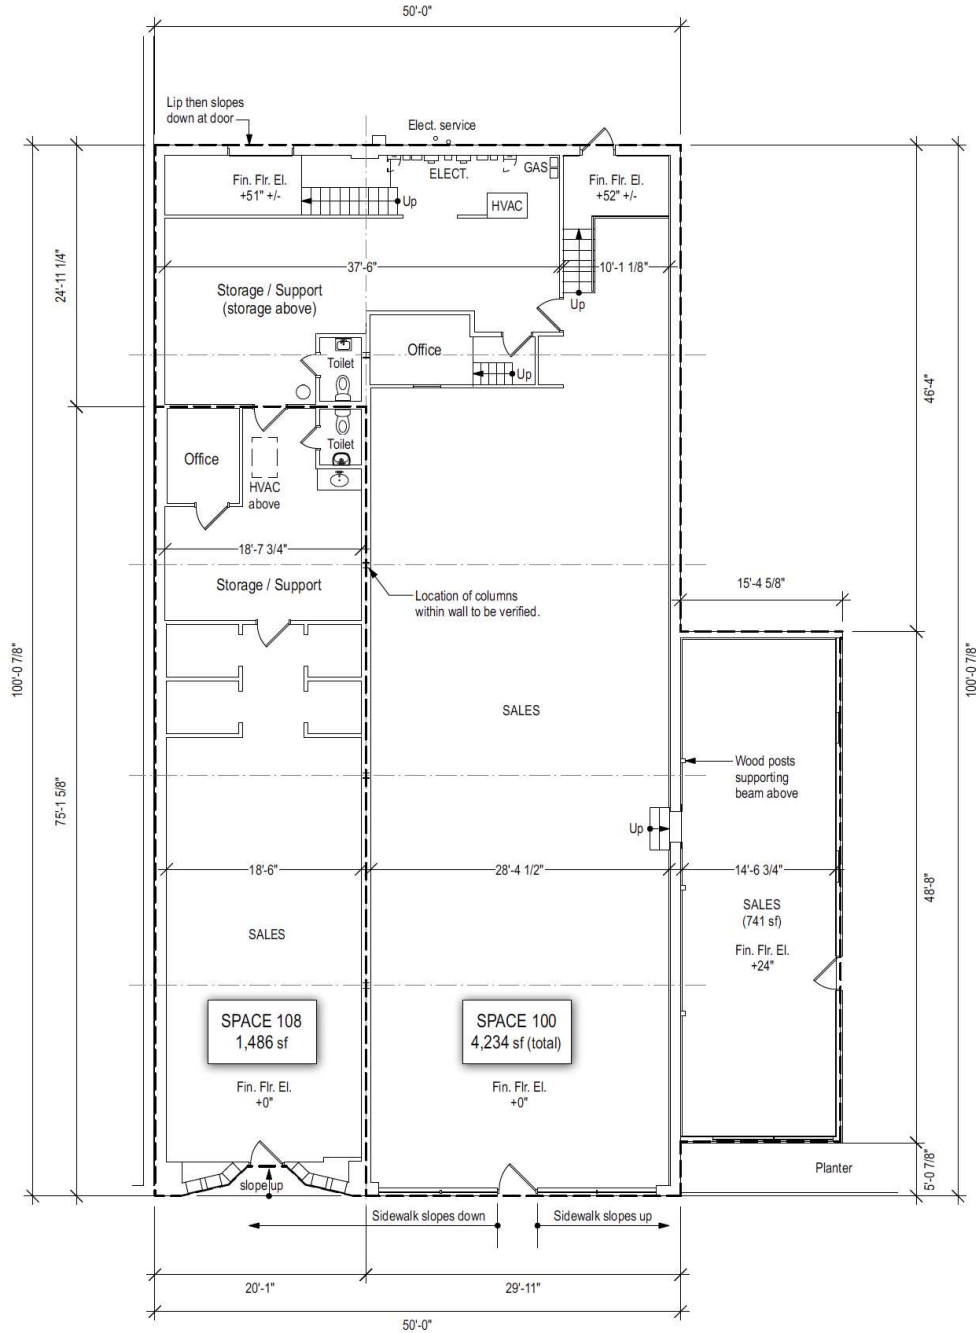 50'-0"
Lip then slopes
down at door
Elect. service
Fin. Flr. El.
+51" +/-
Up
ELECT.
GAS
HVAC
Fin. Flr. El.
+52" +/-
24'-11 1/4"
37'-6"
10'-1 1/8"
Storage / Support
(storage above)
Up
Toilet
Office
Up
46'-4"
Office
Toilet
HVAC
above
18'-7 3/4"
Storage / Support
Location of columns
within wall to be verified.
15'-4 5/8"
100'-0 7/8"
100'-0 7/8"
SALES
Wood posts
supporting
beam above
75'-1 5/8"
Up
18'-6"
28'-4 1/2"
14'-6 3/4"
48'-8"
SALES
(741 sf)
Fin. Flr. El.
+24"
SALES
SPACE 108
1,486 sf
SPACE 100
4,234 sf (total)
Fin. Flr. El.
+0"
Fin. Flr. El.
+0"
Planter
5'-0 7/8"
slope up
Sidewalk slopes down
Sidewalk slopes up
20'-1"
29'-11"
50'-0"